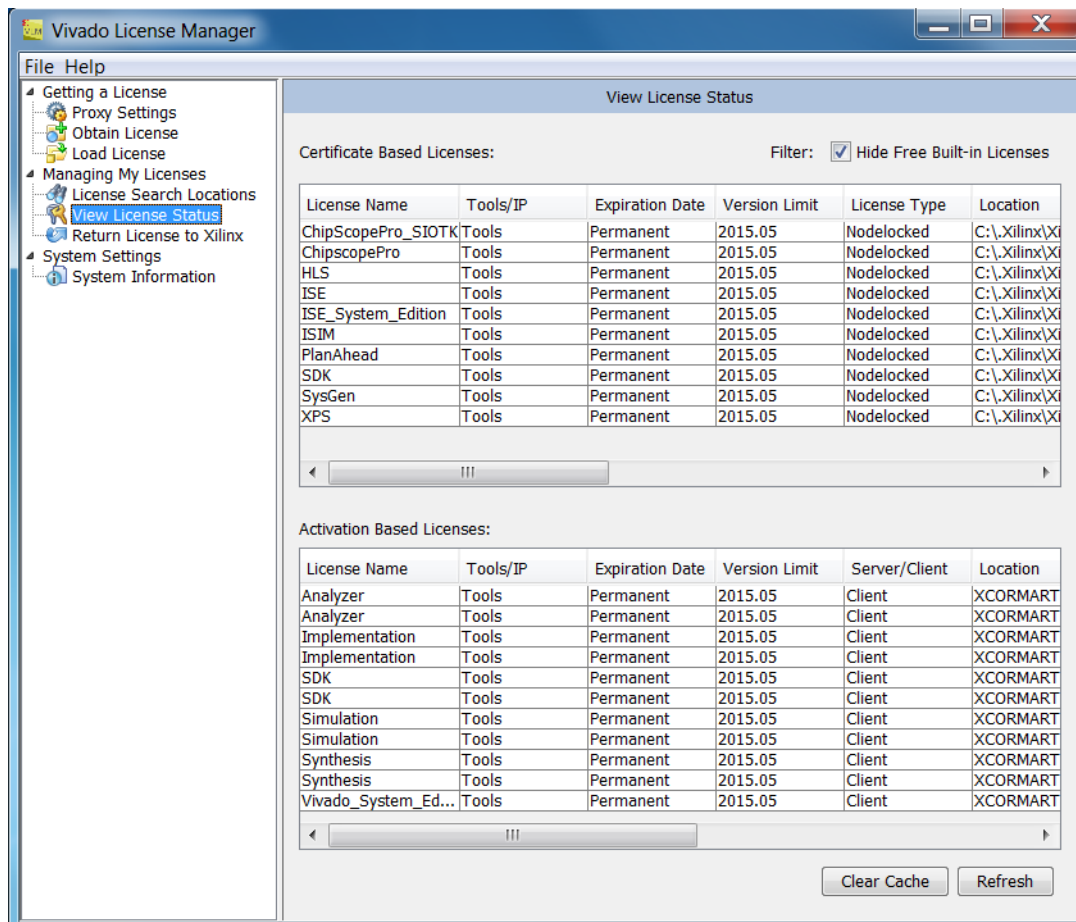 Vivado License Manager
File Help
Getting a License
Proxy Settings
Obtain License
Load License
Managing My Licenses
License Search Locations
View License Status
Return License to Xilinx
System Settings
System Information
View License Status
Certificate Based Licenses: Filter: Hide Free Built-in Licenses
License Name Tools/IP Expiration Date Version Limit License Type Location
ChipScopePro_SIOTK Tools Permanent 2015.05 Nodelocked C:\.Xilinx\Xi
ChipscopePro Tools Permanent 2015.05 Nodelocked C:\.Xilinx\Xi
HLS Tools Permanent 2015.05 Nodelocked C:\.Xilinx\Xi
ISE Tools Permanent 2015.05 Nodelocked C:\.Xilinx\Xi
ISE_System_Edition Tools Permanent 2015.05 Nodelocked C:\.Xilinx\Xi
ISIM Tools Permanent 2015.05 Nodelocked C:\.Xilinx\Xi
PlanAhead Tools Permanent 2015.05 Nodelocked C:\.Xilinx\Xi
SDK Tools Permanent 2015.05 Nodelocked C:\.Xilinx\Xi
SysGen Tools Permanent 2015.05 Nodelocked C:\.Xilinx\Xi
XPS Tools Permanent 2015.05 Nodelocked C:\.Xilinx\Xi
Activation Based Licenses:
License Name Tools/IP Expiration Date Version Limit Server/Client Location
Analyzer Tools Permanent 2015.05 Client XCORMART
Analyzer Tools Permanent 2015.05 Client XCORMART
Implementation Tools Permanent 2015.05 Client XCORMART
Implementation Tools Permanent 2015.05 Client XCORMART
SDK Tools Permanent 2015.05 Client XCORMART
SDK Tools Permanent 2015.05 Client XCORMART
Simulation Tools Permanent 2015.05 Client XCORMART
Simulation Tools Permanent 2015.05 Client XCORMART
Synthesis Tools Permanent 2015.05 Client XCORMART
Synthesis Tools Permanent 2015.05 Client XCORMART
Vivado_System_Ed... Tools Permanent 2015.05 Client XCORMART
Clear Cache Refresh